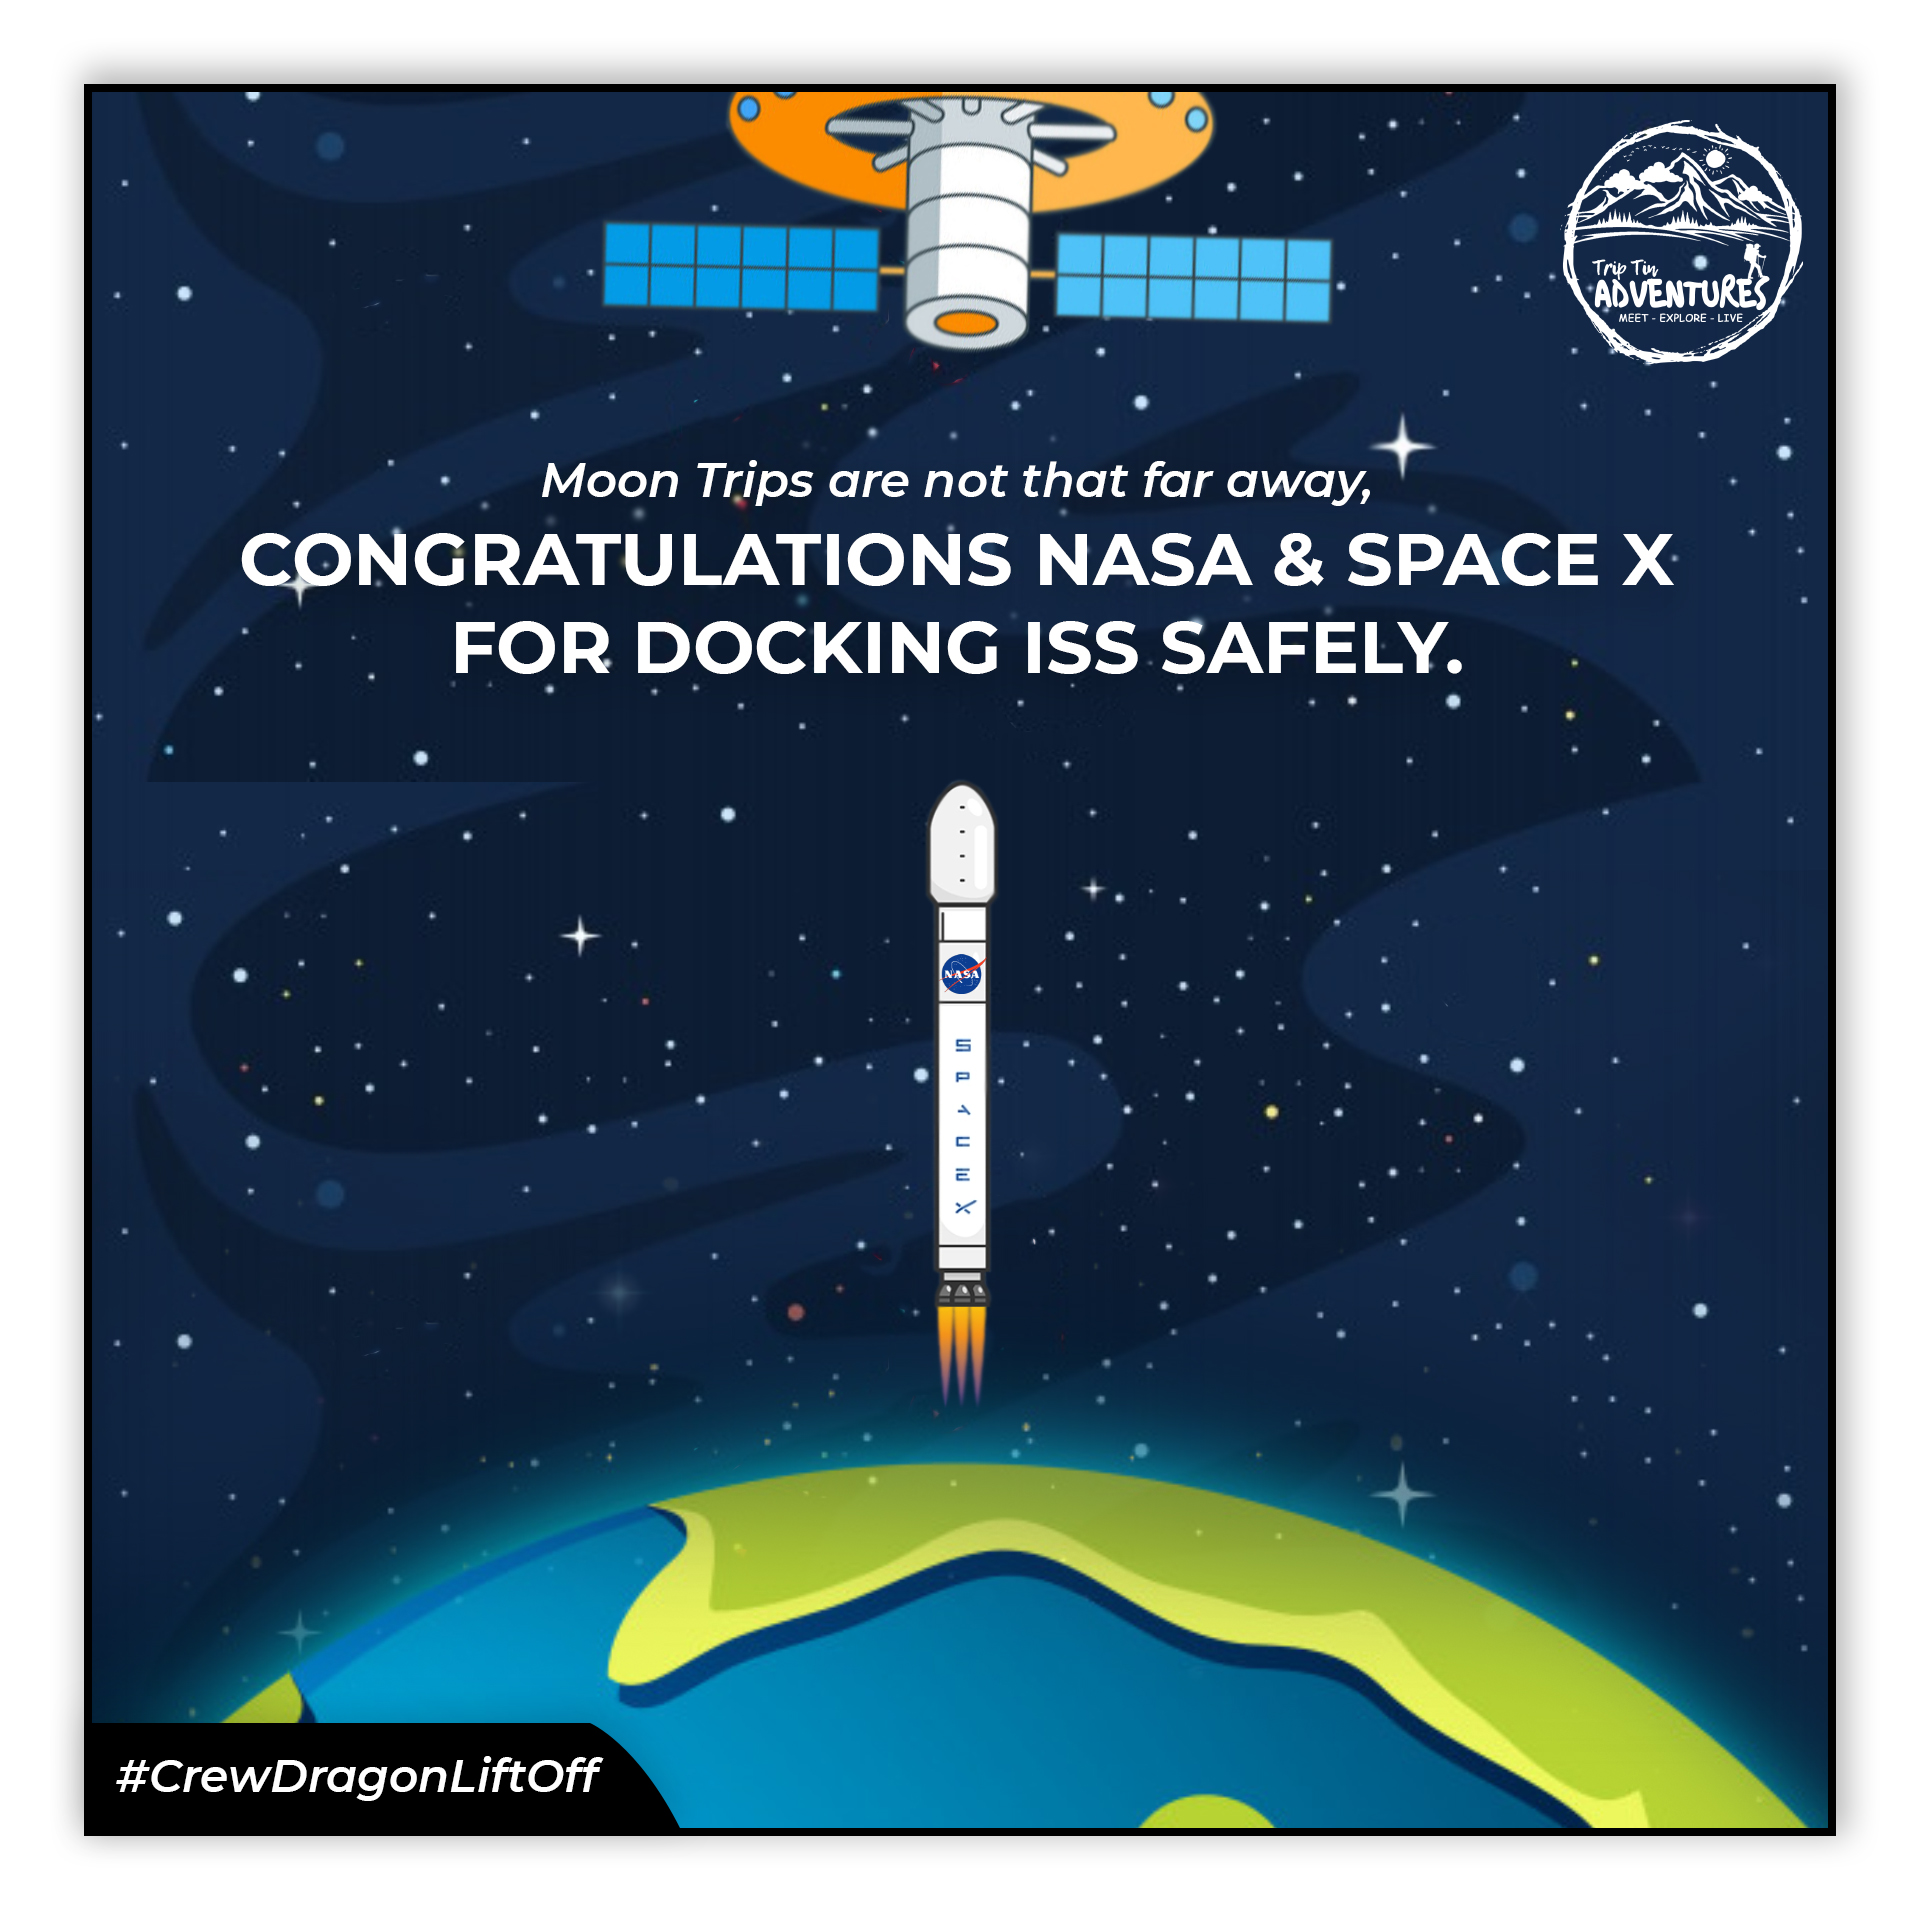 Trip Tin
ADVENTURES
MEET - EXPLORE - LIVE
Moon Trips are not that far away,
CONGRATULATIONS NASA & SPACE X
FOR DOCKING ISS SAFELY.
NASA
SPACEX
#CrewDragonLiftOff